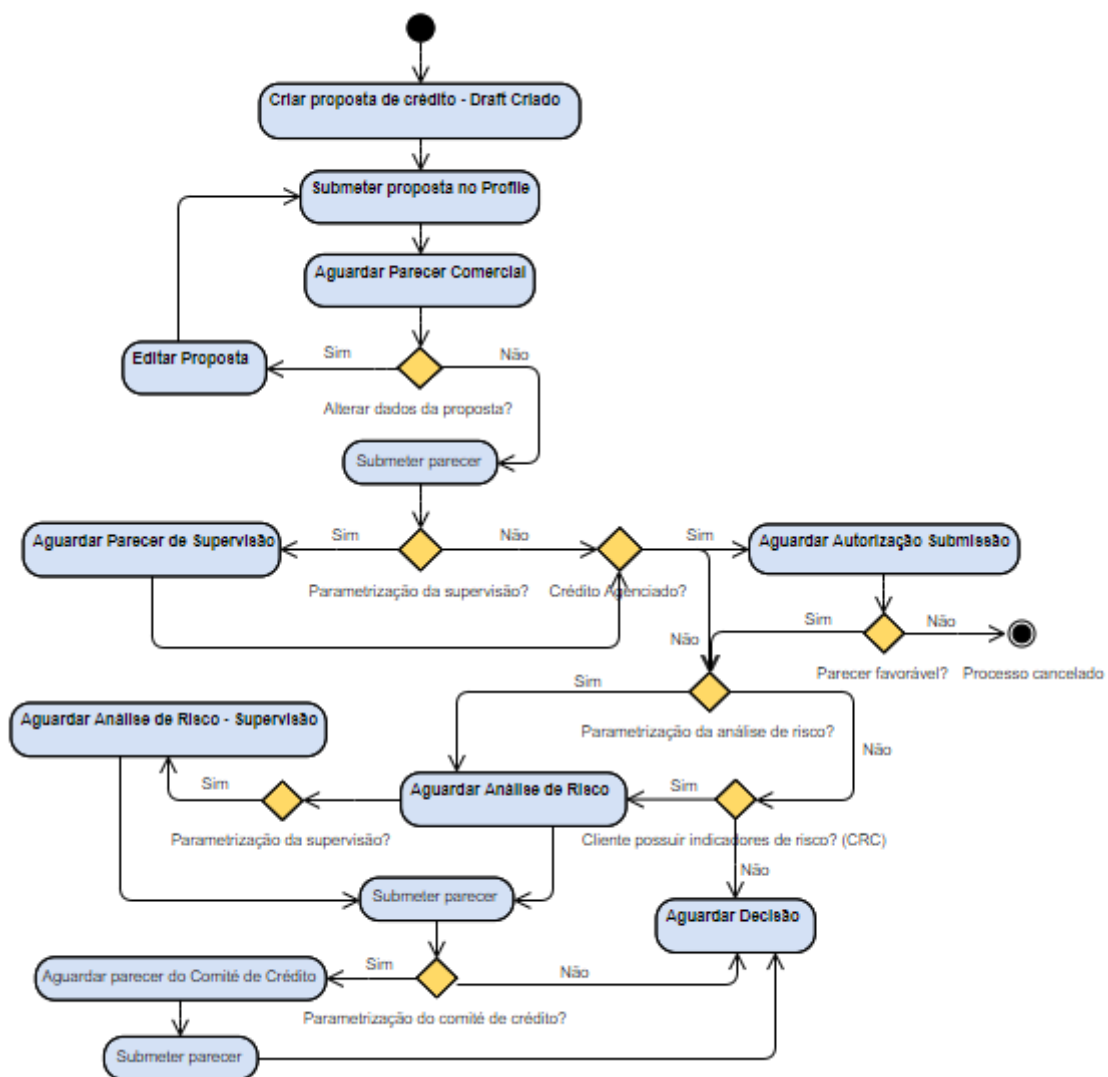 Criar proposta de crédito - Draft Criado
Submeter proposta no Profile
Aguardar Parecer Comercial
Editar Proposta
Sim
Não
Alterar dados da proposta?
Submeter parecer
Aguardar Parecer de Supervisão
Sim
Não
Sim
Aguardar Autorização Submissão
Parametrização da supervisão?
Crédito Agenciado?
Sim
Não
Não
Parecer favorável?
Processo cancelado
Sim
Aguardar Análise de Risco - Supervisão
Parametrização da análise de risco?
Não
Sim
Aguardar Análise de Risco
Sim
Parametrização da supervisão?
Cliente possuir indicadores de risco? (CRC)
Não
Submeter parecer
Aguardar Decisão
Aguardar parecer do Comité de Crédito
Sim
Não
Parametrização do comité de crédito?
Submeter parecer